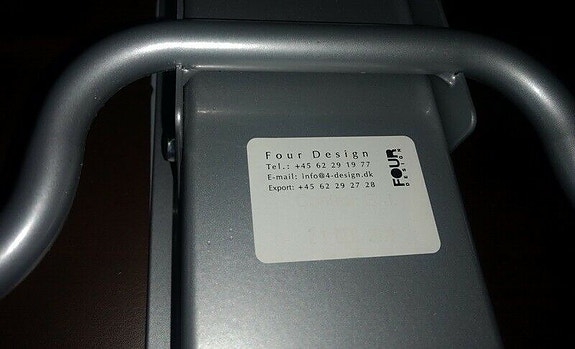 Four Design
Tel.: +45 62 29 19 77
E-mail: info@4-design.dk
Export: +45 62 29 27 28
FOUR
DESIGN